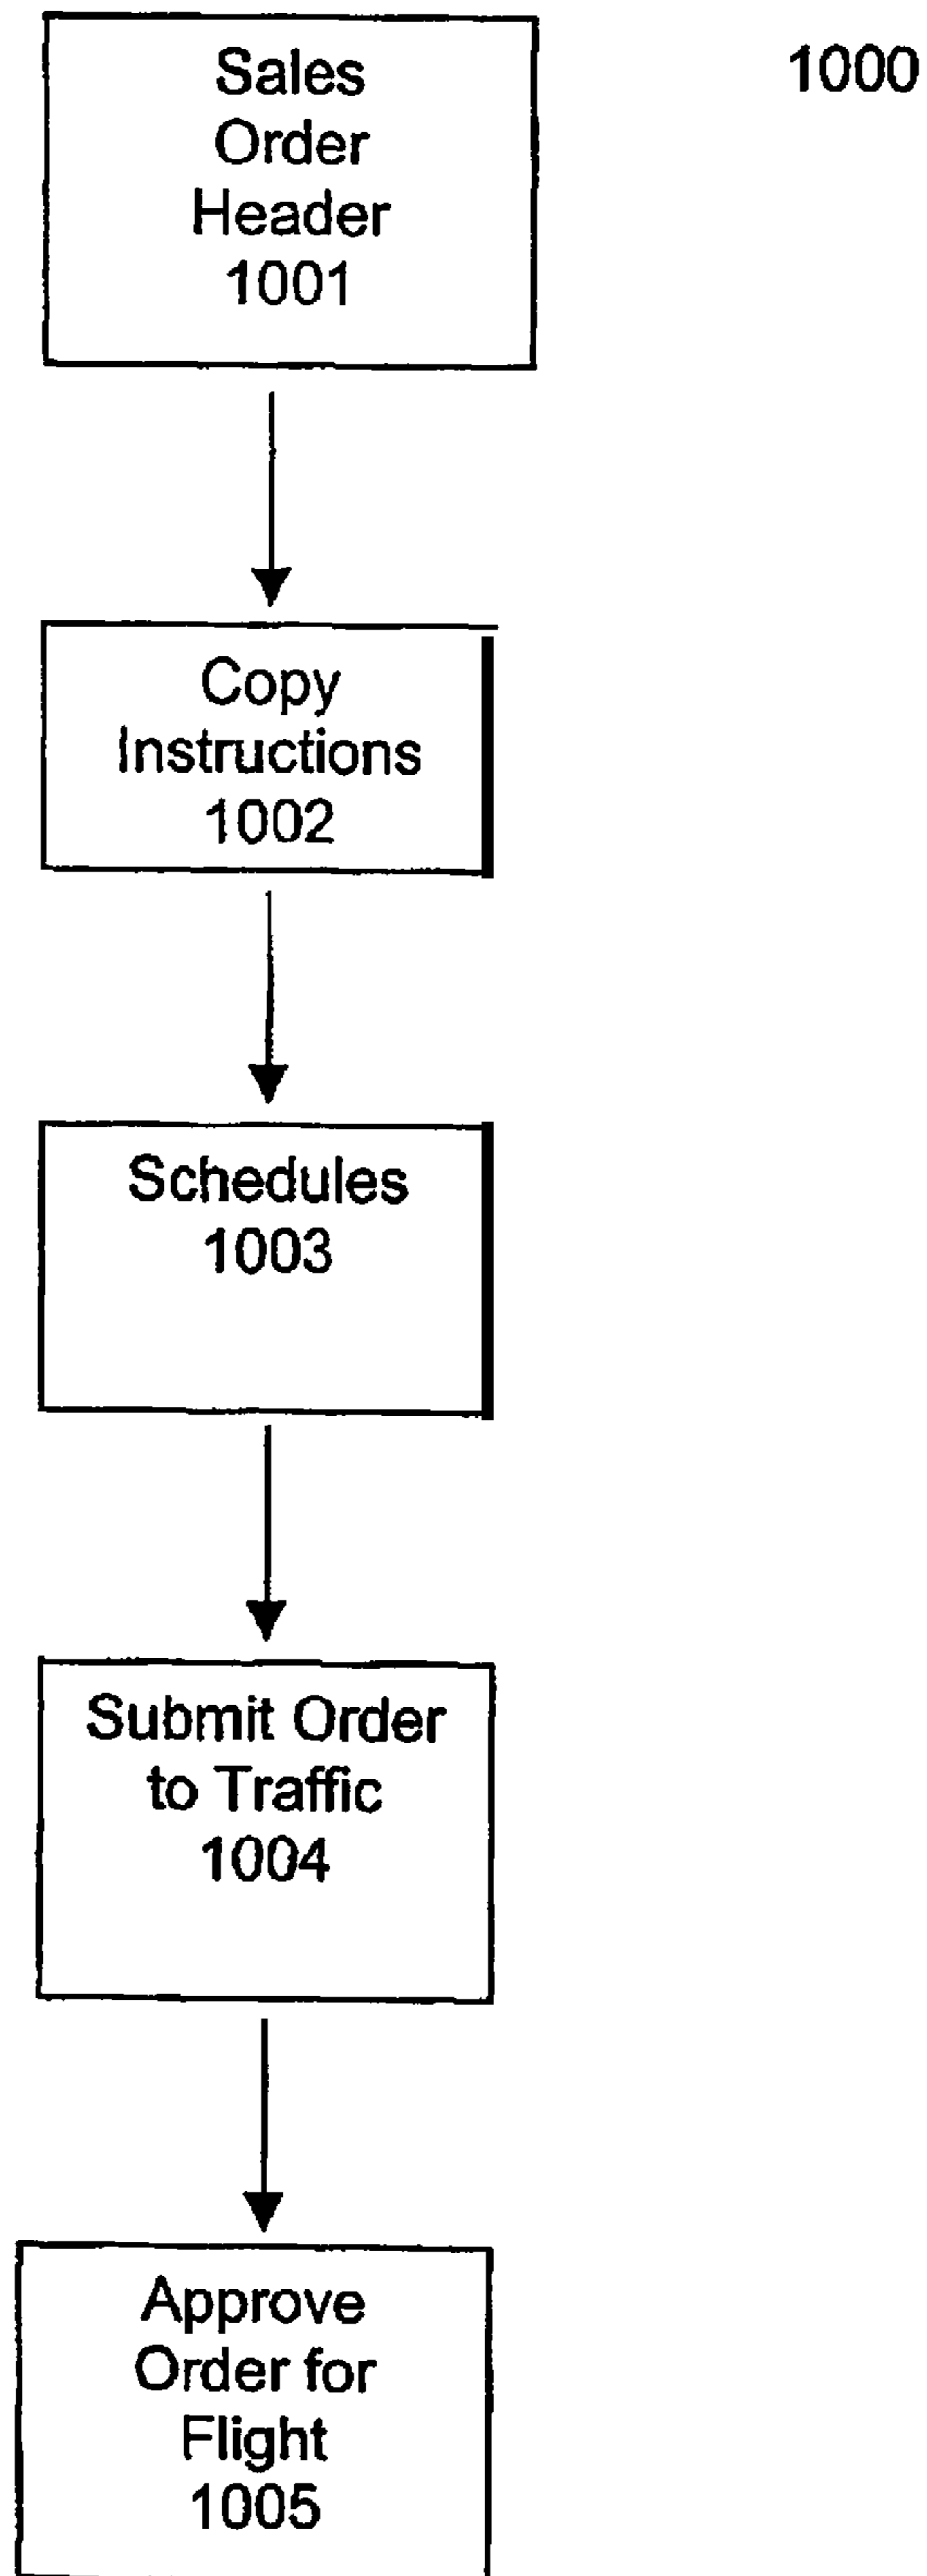 1000
Sales
Order
Header
1001
Copy
Instructions
1002
Schedules
1003
Submit Order
to Traffic
1004
Approve
Order for
Flight
1005